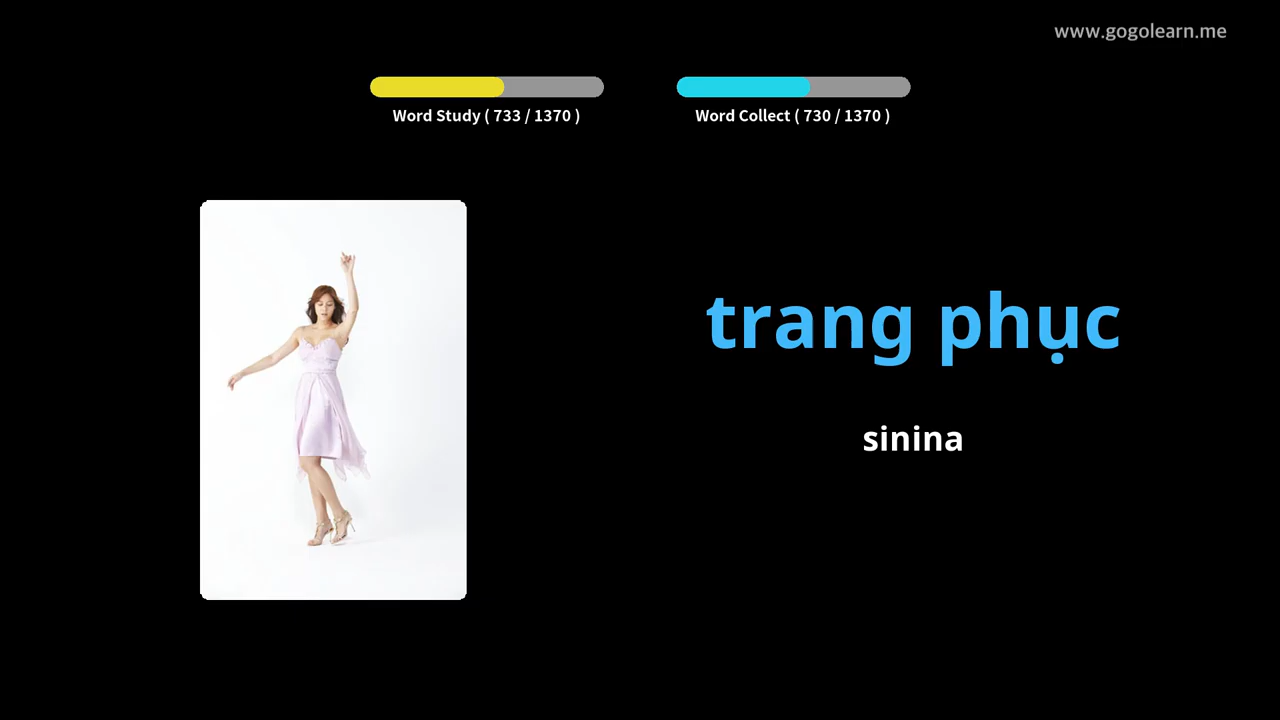 www.gogolearn.me
Word Study ( 733 / 1370 )
Word Collect ( 730 / 1370 )
trang phục
sinina